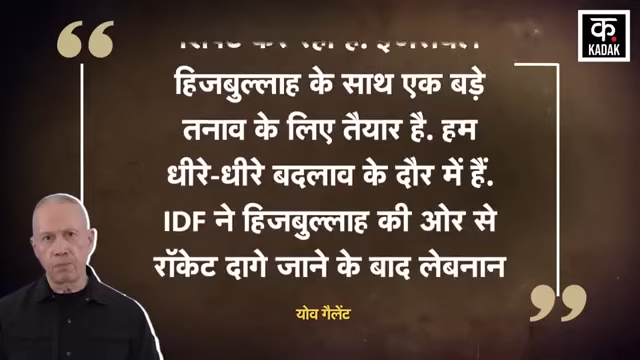 क.
KADAK
हिजबुल्लाह के साथ एक बड़े
तनाव के लिए तैयार है. हम
धीरे-धीरे बदलाव के दौर में हैं.
IDF ने हिजबुल्लाह की ओर से
रॉकेट दागे जाने के बाद लेबनान
योव गैलेंट